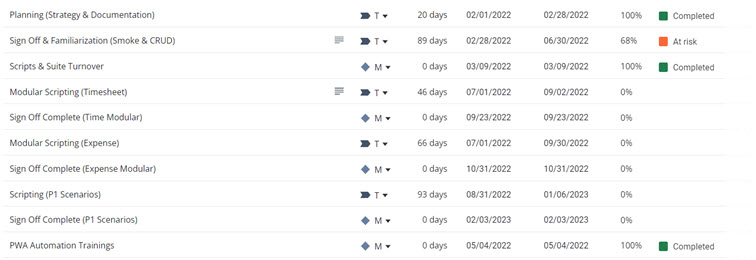 Planning (Strategy & Documentation) T 20 days 02/01/2022 02/28/2022 100% Completed
Sign Off & Familiarization (Smoke & CRUD) T 89 days 02/28/2022 06/30/2022 68% At risk
Scripts & Suite Turnover M 0 days 03/09/2022 03/09/2022 100% Completed
Modular Scripting (Timesheet) T 46 days 07/01/2022 09/02/2022 0%
Sign Off Complete (Time Modular) M 0 days 09/23/2022 09/23/2022 0%
Modular Scripting (Expense) T 66 days 07/01/2022 09/30/2022 0%
Sign Off Complete (Expense Modular) M 0 days 10/31/2022 10/31/2022 0%
Scripting (P1 Scenarios) T 93 days 08/31/2022 01/06/2023 0%
Sign Off Complete (P1 Scenarios) M 0 days 02/03/2023 02/03/2023 0%
PWA Automation Trainings M 0 days 05/04/2022 05/04/2022 100% Completed